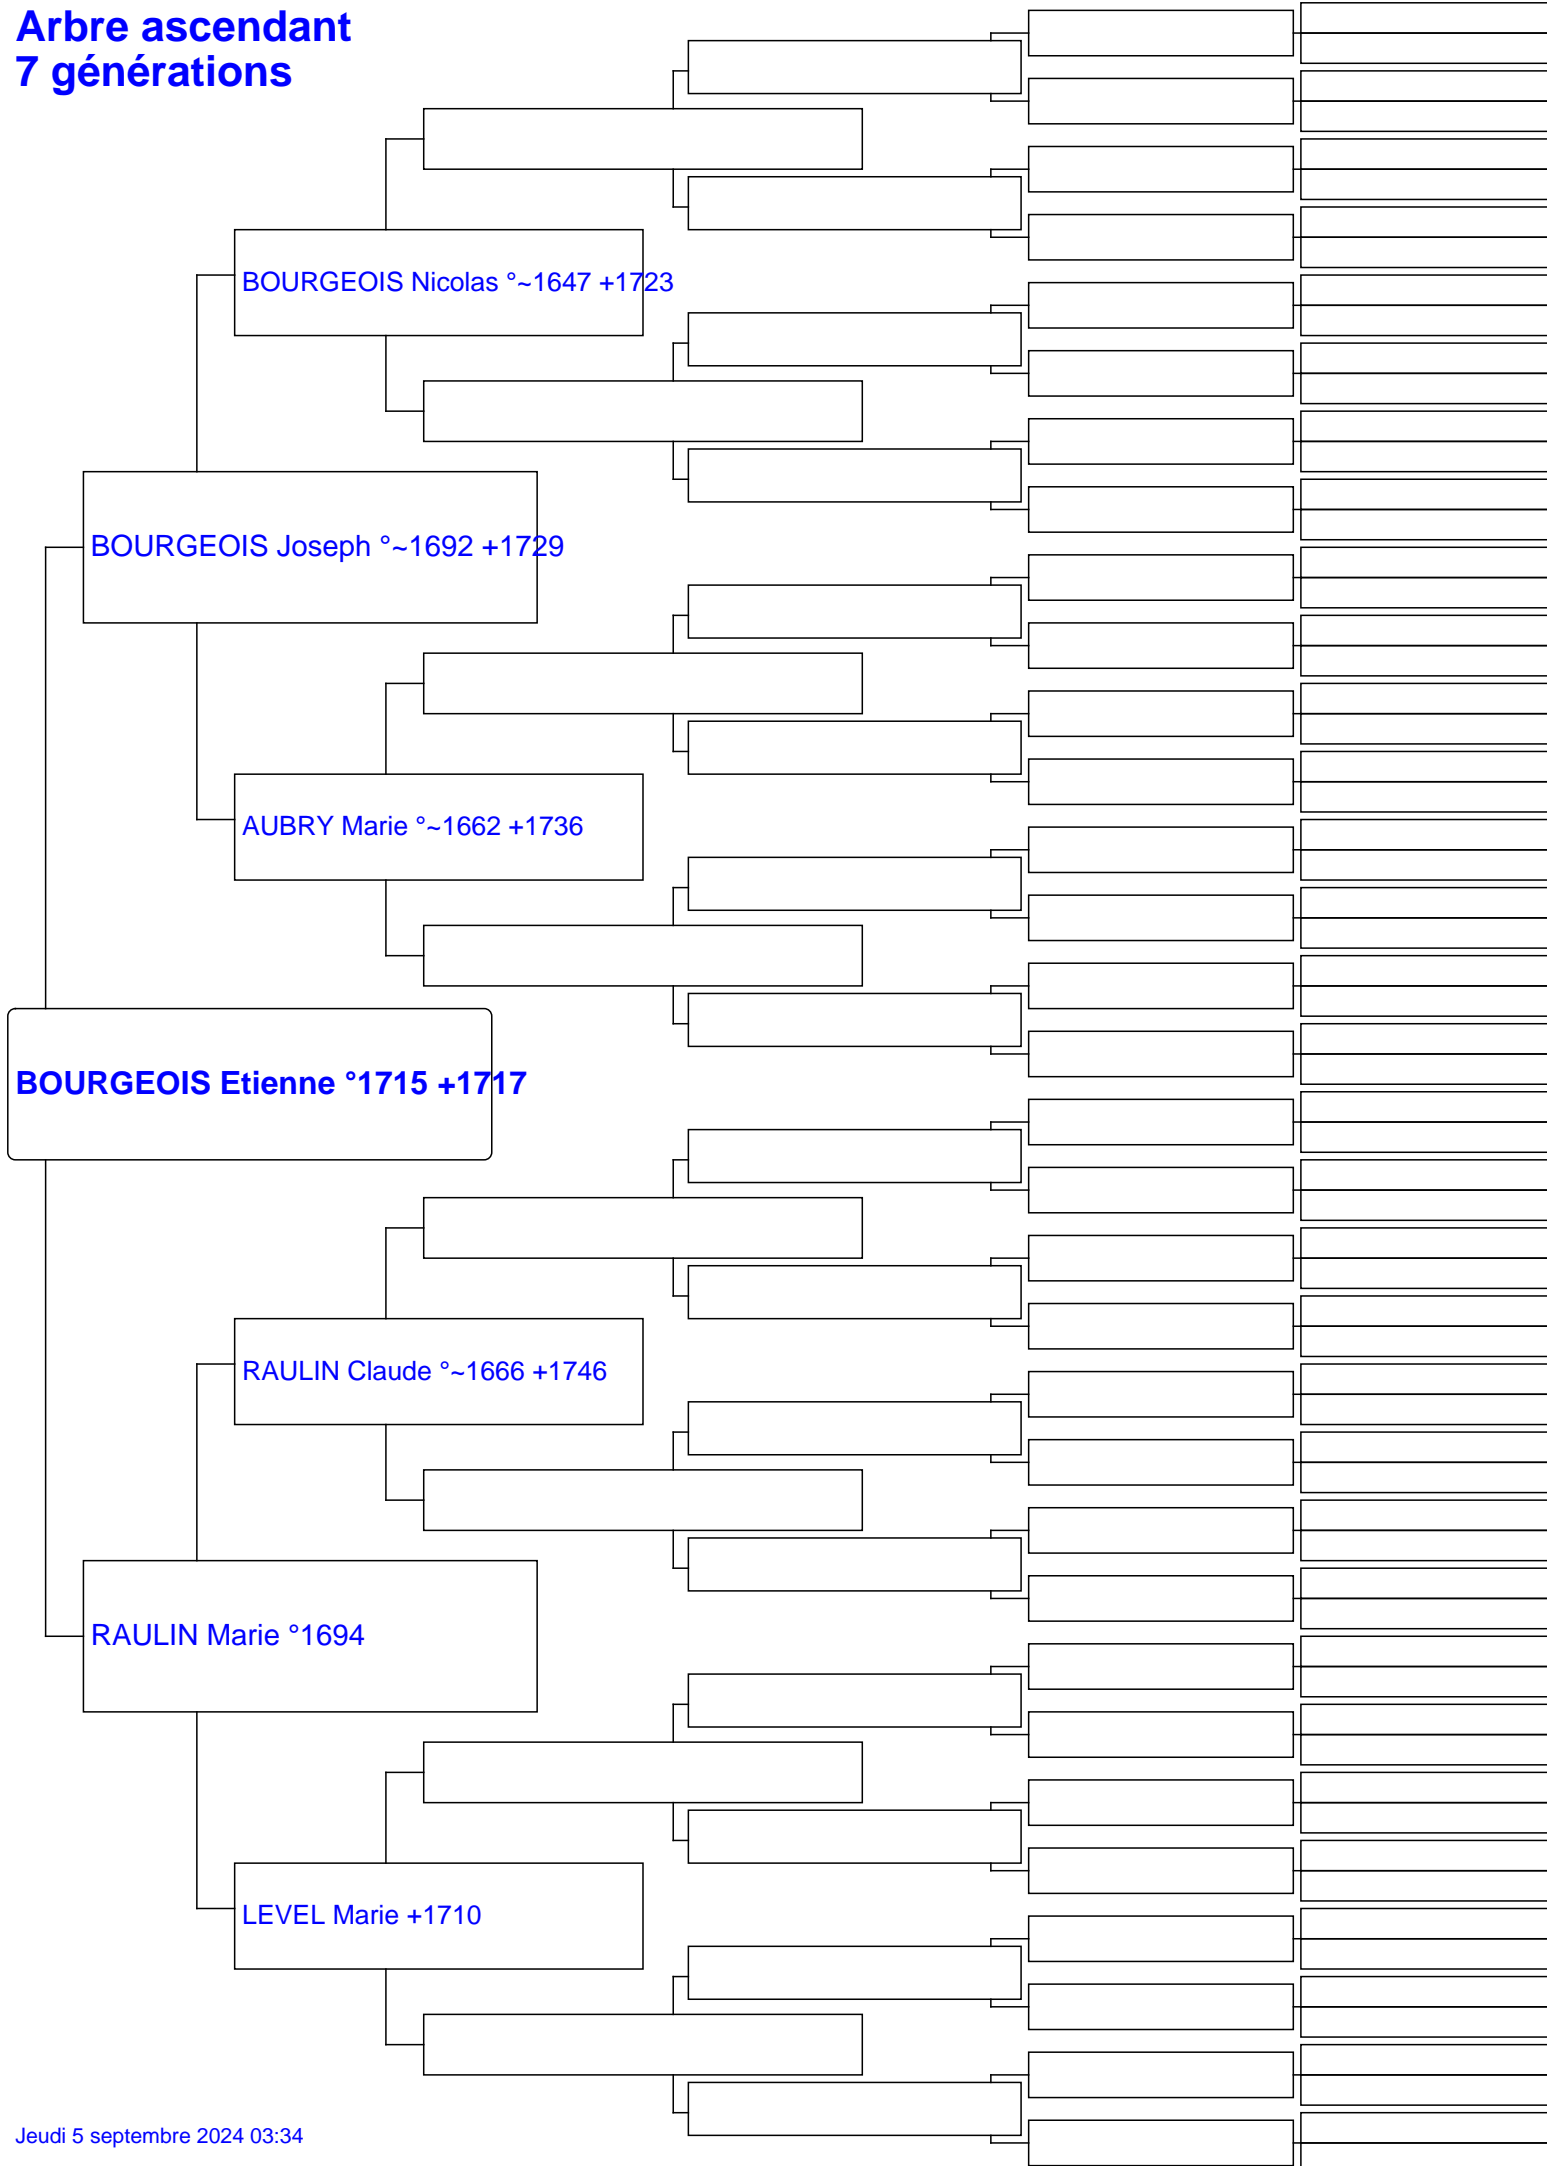 Arbre ascendant
7 générations
BOURGEOIS Nicolas °~1647 +1723
BOURGEOIS Joseph °~1692 +1729
AUBRY Marie °~1662 +1736
BOURGEOIS Etienne °1715 +1717
RAULIN Claude °~1666 +1746
RAULIN Marie °1694
LEVEL Marie +1710
Jeudi 5 septembre 2024 03:34